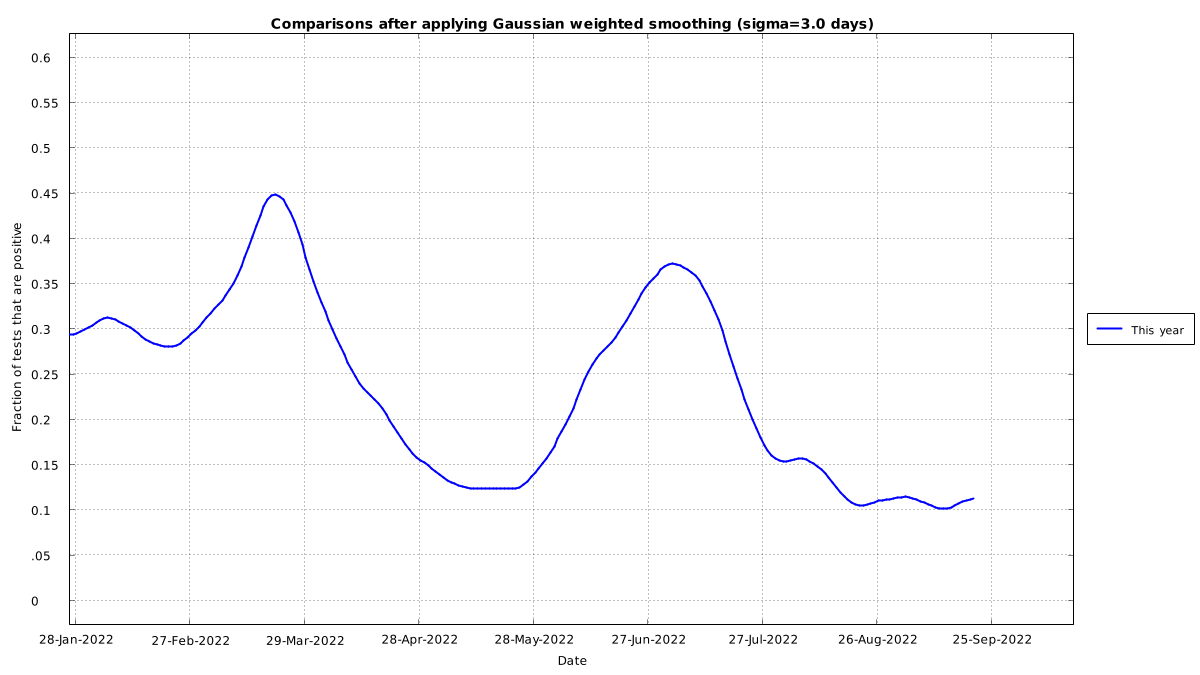 Comparisons after applying Gaussian weighted smoothing (sigma=3.0 days)
0.6
0.55
0.5
0.45
0.4
0.35
0.3
0.25
0.2
0.15
0.1
.05
0
Fraction of tests that are positive
28-Jan-2022 27-Feb-2022 29-Mar-2022 28-Apr-2022 28-May-2022 27-Jun-2022 27-Jul-2022 26-Aug-2022 25-Sep-2022
Date
This year